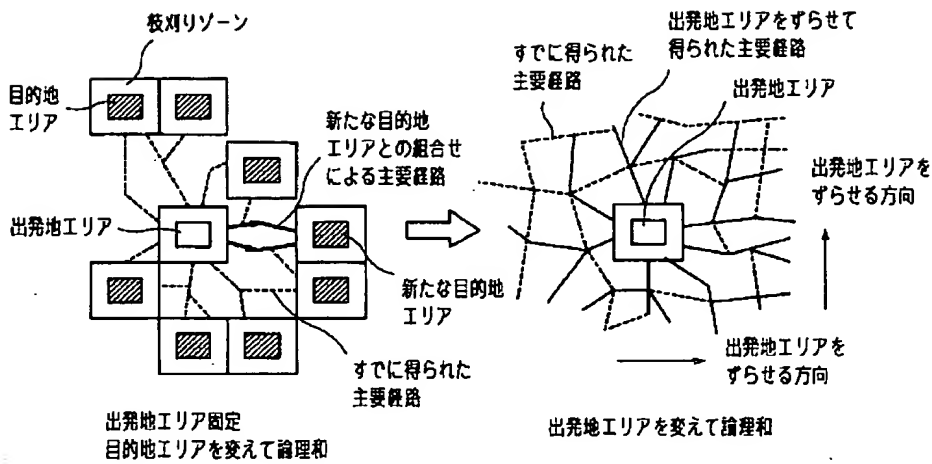 枝刈りゾーン
目的地
エリア
新たな目的地
エリアとの組合せ
による主要経路
出発地エリア
新たな目的地
エリア
すでに得られた
主要経路
出発地エリア固定
目的地エリアを変えて論理和
すでに得られた
主要経路
出発地エリアをずらせて
得られた主要経路
出発地エリア
出発地エリアを
ずらせる方向
出発地エリアを
ずらせる方向
出発地エリアを変えて論理和